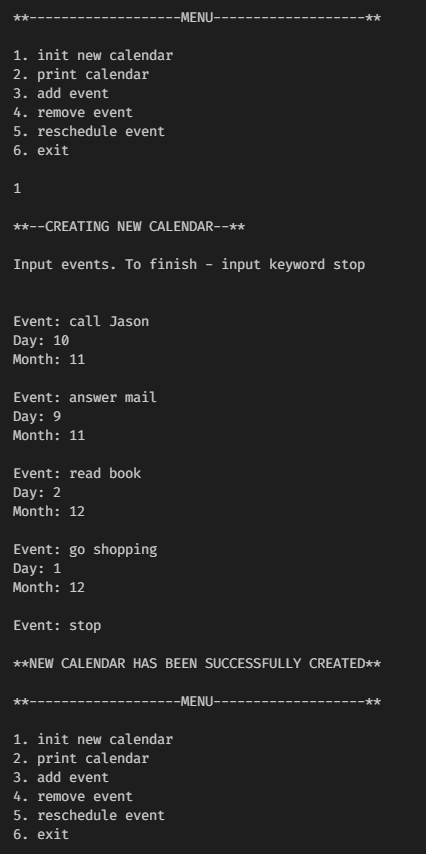 **-------------------MENU-------------------**
1. init new calendar
2. print calendar
3. add event
4. remove event
5. reschedule event
6. exit
1
**--CREATING NEW CALENDAR--**
Input events. To finish - input keyword stop
Event: call Jason
Day: 10
Month: 11
Event: answer mail
Day: 9
Month: 11
Event: read book
Day: 2
Month: 12
Event: go shopping
Day: 1
Month: 12
Event: stop
**NEW CALENDAR HAS BEEN SUCCESSFULLY CREATED**
**-------------------MENU-------------------**
1. init new calendar
2. print calendar
3. add event
4. remove event
5. reschedule event
6. exit